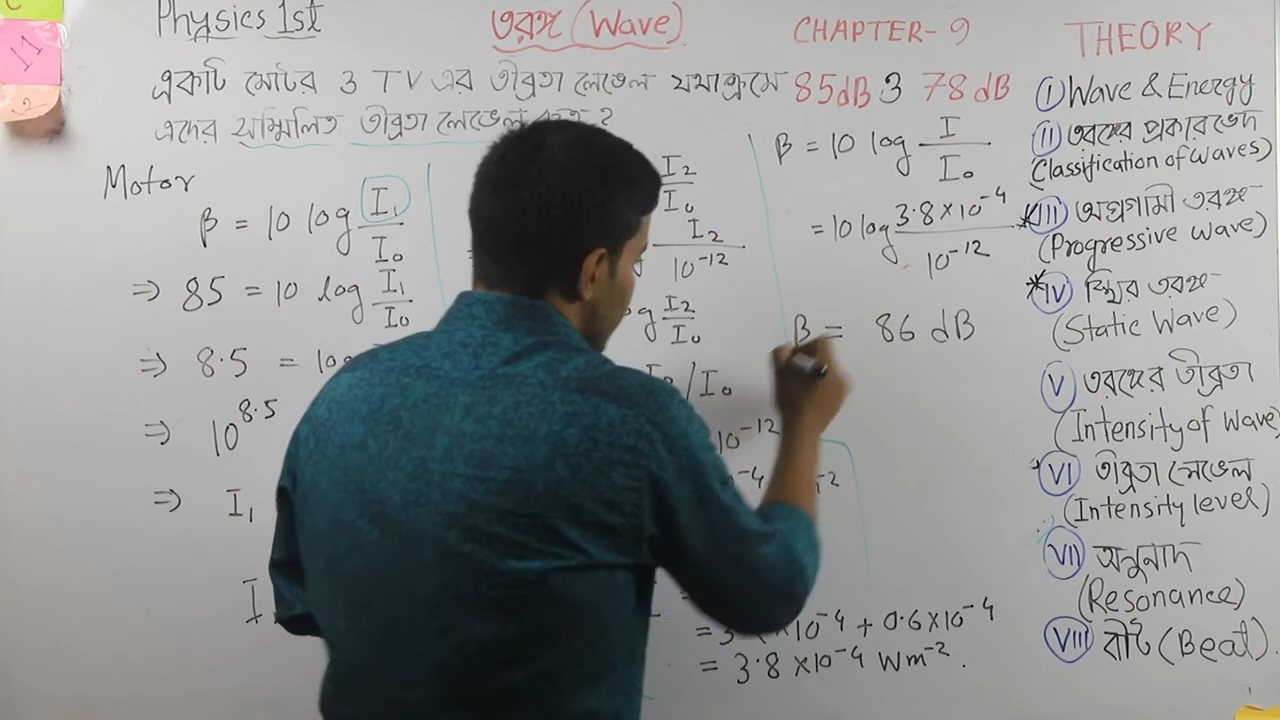 Physics 1st
তরঙ্গ (Wave)
CHAPTER- 9
THEORY
একটি মোটর ও TV এর তীব্রতা লেভেল যথাক্রমে 85dB ও 78 dB
এদের সম্মিলিত তীব্রতা লেভেল কত?
Motor
β = 10 log I₁/I₀
⇒ 85 = 10 log I₁/I₀
⇒ 8.5 = log
⇒ 10^8.5
⇒ I₁
I
I₂/I₀
I₂/10⁻¹²
I₂/I₀
/I₀
10⁻¹²
= 10⁻⁴ + 0.6×10⁻⁴
= 3.8 ×10⁻⁴ Wm⁻².
β = 10 log I/I₀
= 10 log 3.8×10⁻⁴/10⁻¹²
β = 86 dB
I Wave & Energy
II তরঙ্গের প্রকারভেদ
(Classification of Waves)
*III অগ্রগামী তরঙ্গ
(Progressive wave)
*IV স্থির তরঙ্গ
(Static Wave)
V তরঙ্গের তীব্রতা
(Intensity of Wave)
VI তীব্রতা লেভেল
(Intensity level)
VII অনুনাদ
(Resonance)
VIII বীট (Beat).